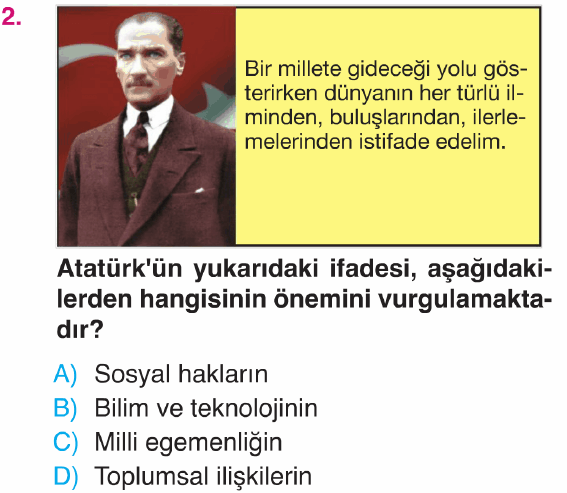 2.
Bir millete gideceği yolu gös-
terirken dünyanın her türlü il-
minden, buluşlarından, ilerle-
melerinden istifade edelim.
Atatürk'ün yukarıdaki ifadesi, aşağıdaki-
lerden hangisinin önemini vurgulamakta-
dır?
A) Sosyal hakların
B) Bilim ve teknolojinin
C) Milli egemenliğin
D) Toplumsal ilişkilerin